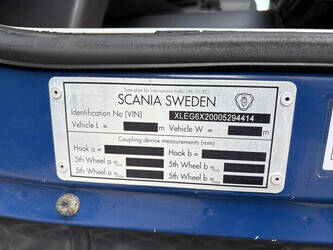 Type plate for international traffic (96/53/EC)
SCANIA SWEDEN
Identification No (VIN) XLEG6X20005294414
Vehicle L = m Vehicle W = m
Coupling device measurements (mm)
Hook a = Hook b =
5th Wheel a = 5th Wheel b =
5th Wheel a = 5th Wheel b =